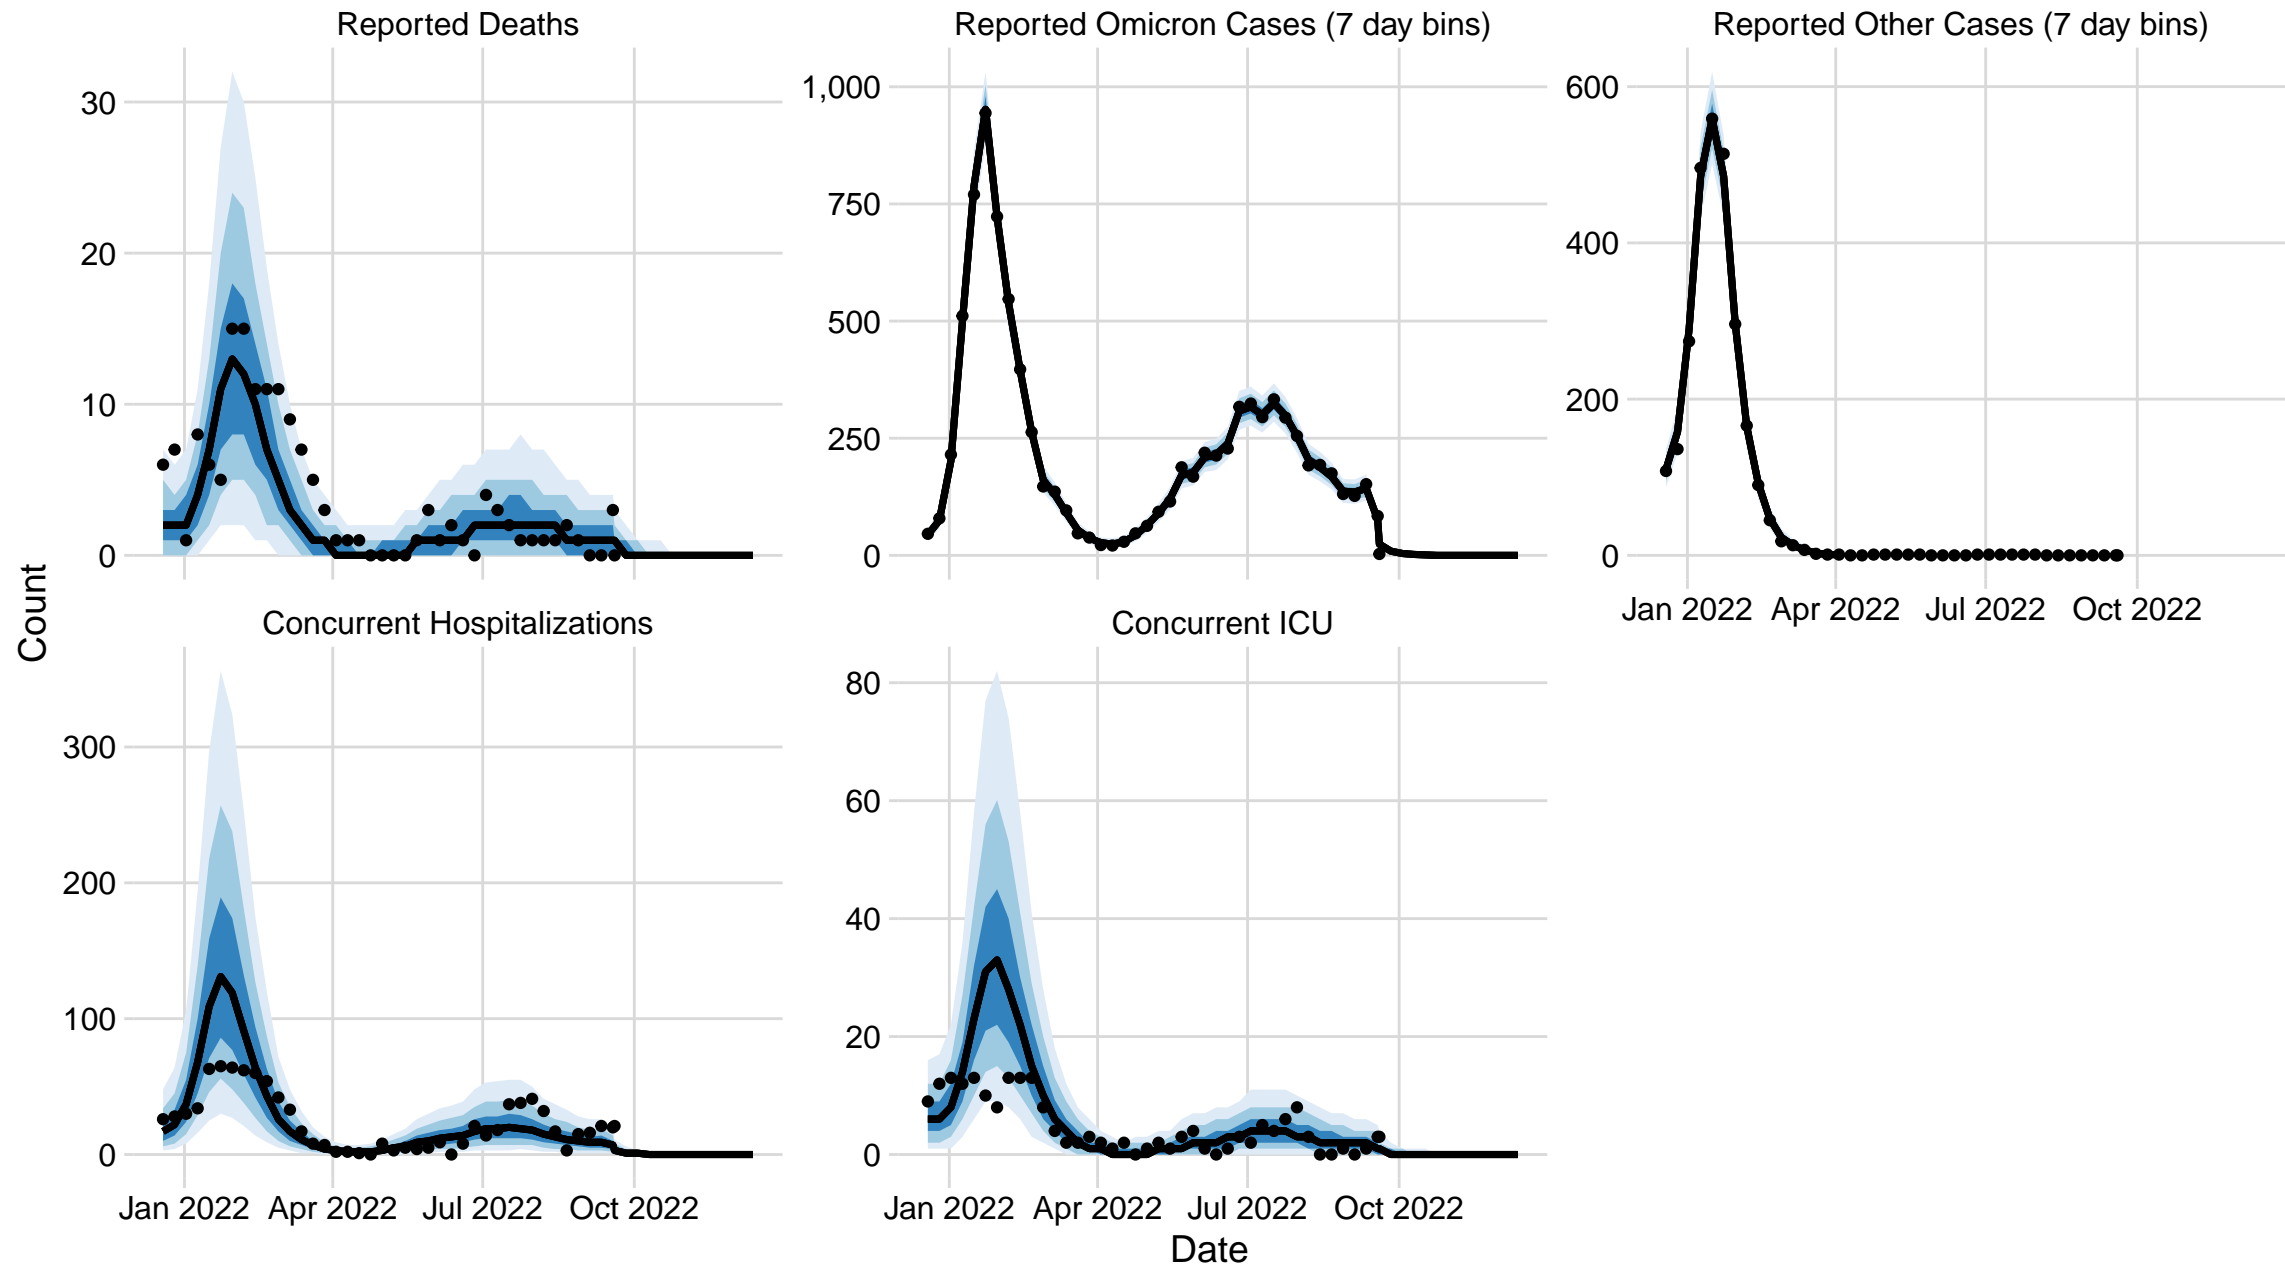 Reported Deaths
Reported Omicron Cases (7 day bins)
Reported Other Cases (7 day bins)
30
20
10
0
1,000
750
500
250
0
600
400
200
0
Jan 2022 Apr 2022 Jul 2022 Oct 2022
Count
Concurrent Hospitalizations
Concurrent ICU
300
200
100
0
80
60
40
20
0
Jan 2022 Apr 2022 Jul 2022 Oct 2022
Jan 2022 Apr 2022 Jul 2022 Oct 2022
Date